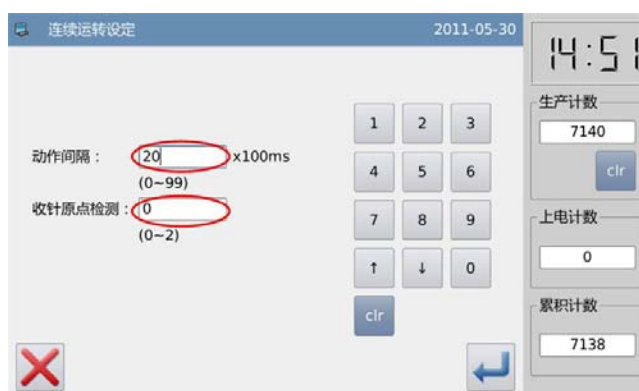 连续运转设定 2011-05-30
14:51
动作间隔： 20 x100ms
(0~99)
收针原点检测： 0
(0~2)
1 2 3
4 5 6
7 8 9
↑ ↓ 0
clr
生产计数
7140
clr
上电计数
0
累积计数
7138